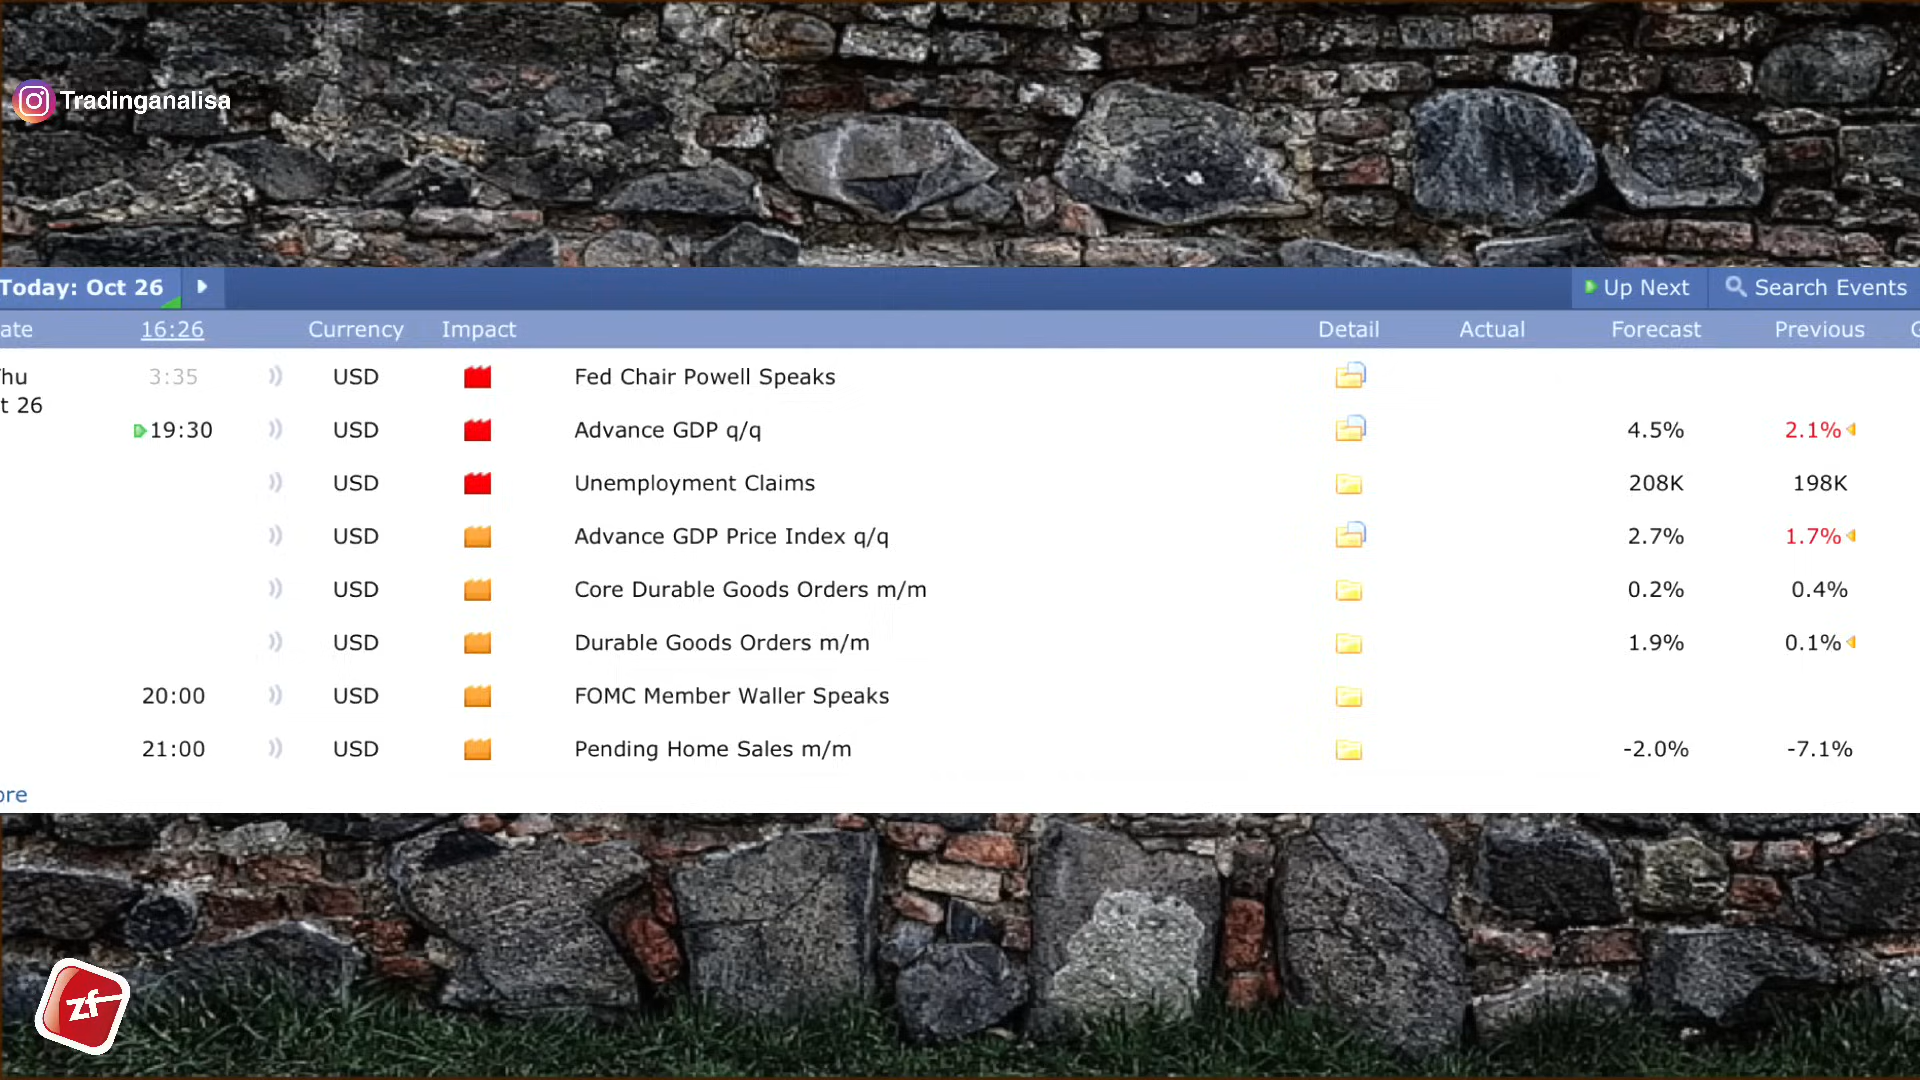 Tradinganalisa
Today: Oct 26 Up Next Search Events
ate 16:26 Currency Impact Detail Actual Forecast Previous
hu 3:35 USD Fed Chair Powell Speaks
t 26
19:30 USD Advance GDP q/q 4.5% 2.1%
USD Unemployment Claims 208K 198K
USD Advance GDP Price Index q/q 2.7% 1.7%
USD Core Durable Goods Orders m/m 0.2% 0.4%
USD Durable Goods Orders m/m 1.9% 0.1%
20:00 USD FOMC Member Waller Speaks
21:00 USD Pending Home Sales m/m -2.0% -7.1%
ore
zf